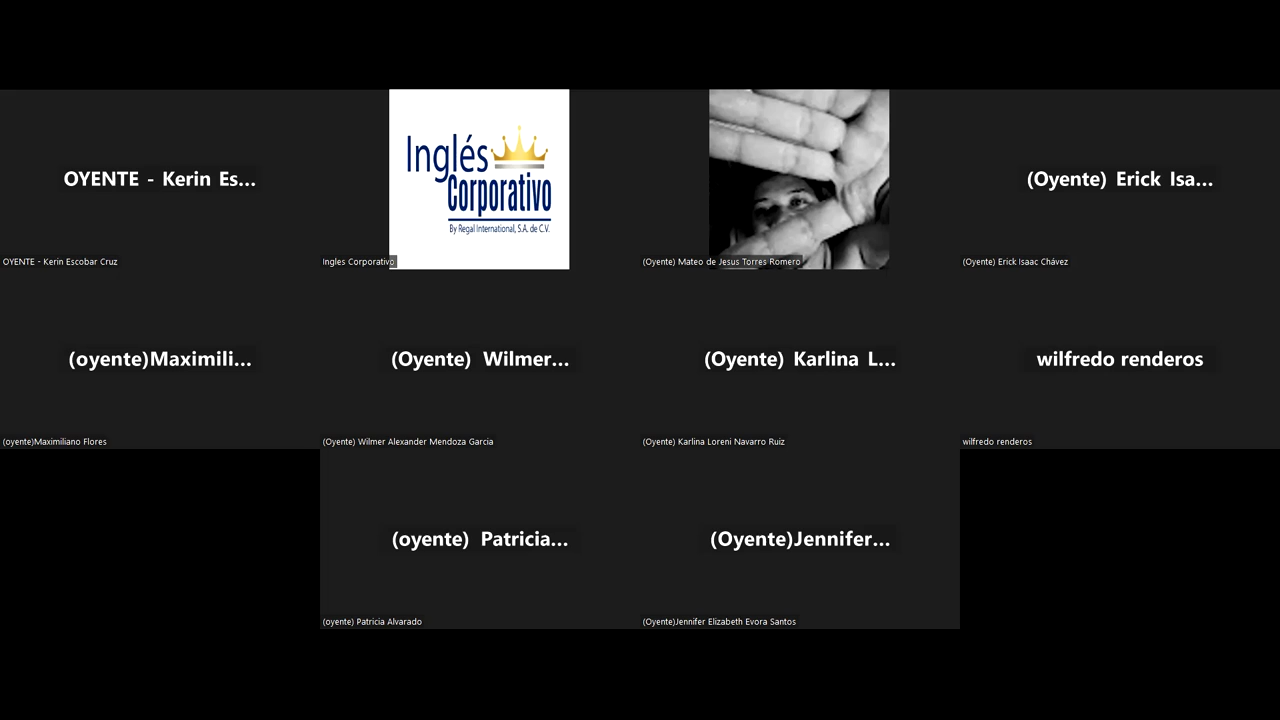 OYENTE - Kerin Es...
OYENTE - Kerin Escobar Cruz
Inglés
Corporativo
By Regal International, S.A. de C.V.
Ingles Corporativo
(Oyente) Mateo de Jesus Torres Romero
(Oyente) Erick Isa...
(Oyente) Erick Isaac Chávez
(oyente)Maximili...
(oyente)Maximiliano Flores
(Oyente) Wilmer...
(Oyente) Wilmer Alexander Mendoza Garcia
(Oyente) Karlina L...
(Oyente) Karlina Loreni Navarro Ruiz
wilfredo renderos
wilfredo renderos
(oyente) Patricia...
(oyente) Patricia Alvarado
(Oyente)Jennifer...
(Oyente)Jennifer Elizabeth Evora Santos